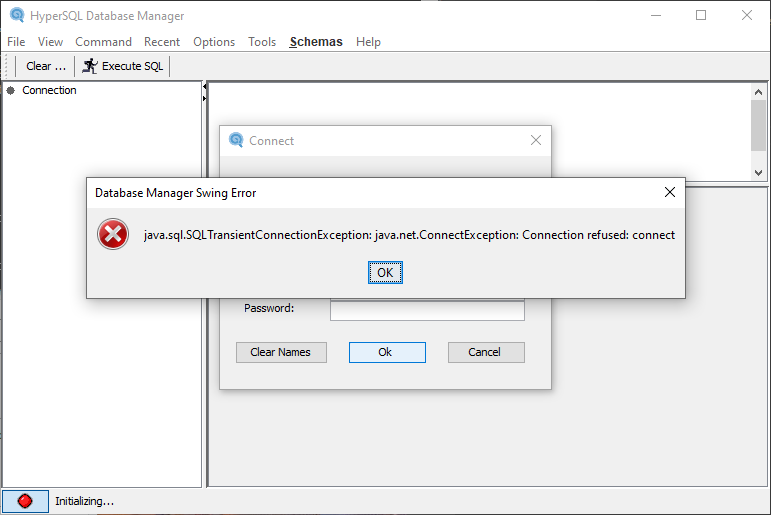 HyperSQL Database Manager
File View Command Recent Options Tools Schemas Help
Clear ... Execute SQL
Connection
Connect
Database Manager Swing Error
java.sql.SQLTransientConnectionException: java.net.ConnectException: Connection refused: connect
OK
Password:
Clear Names Ok Cancel
Initializing...